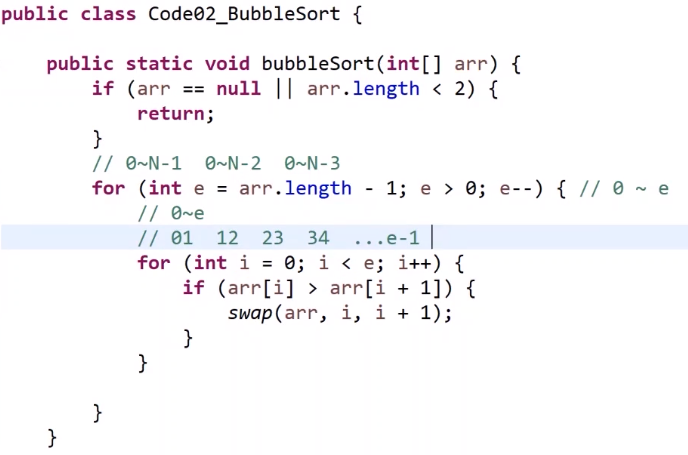 public class Code02_BubbleSort {
public static void bubbleSort(int[] arr) {
if (arr == null || arr.length < 2) {
return;
}
// 0~N-1  0~N-2  0~N-3
for (int e = arr.length - 1; e > 0; e--) { // 0 ~ e
// 0~e
// 01  12  23  34  ...e-1
for (int i = 0; i < e; i++) {
if (arr[i] > arr[i + 1]) {
swap(arr, i, i + 1);
}
}
}
}